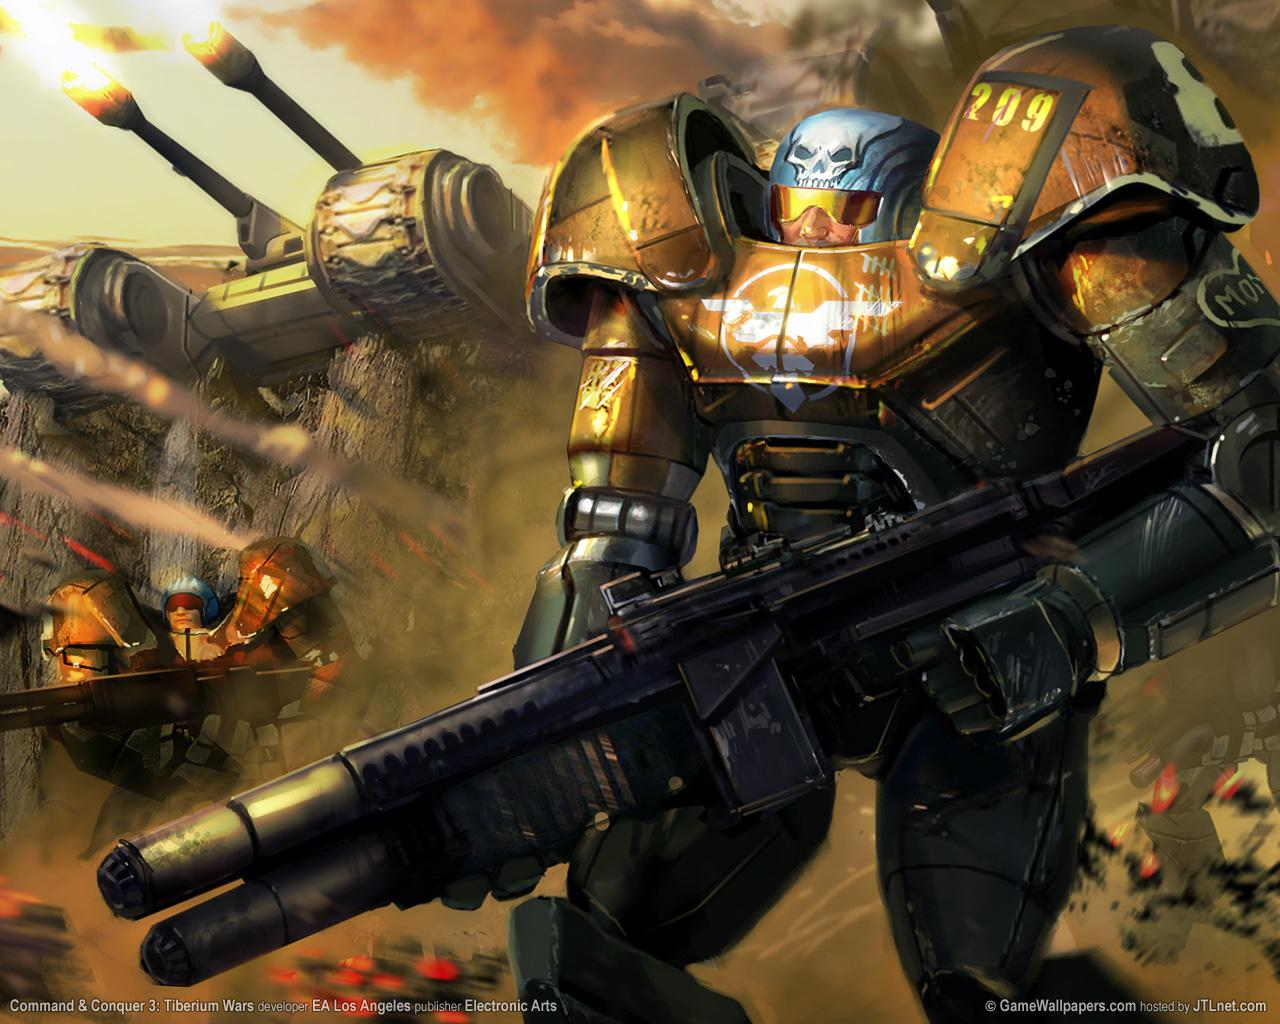 209
Command & Conquer 3: Tiberium Wars developer EA Los Angeles publisher Electronic Arts
© GameWallpapers.com hosted by JTLnet.com